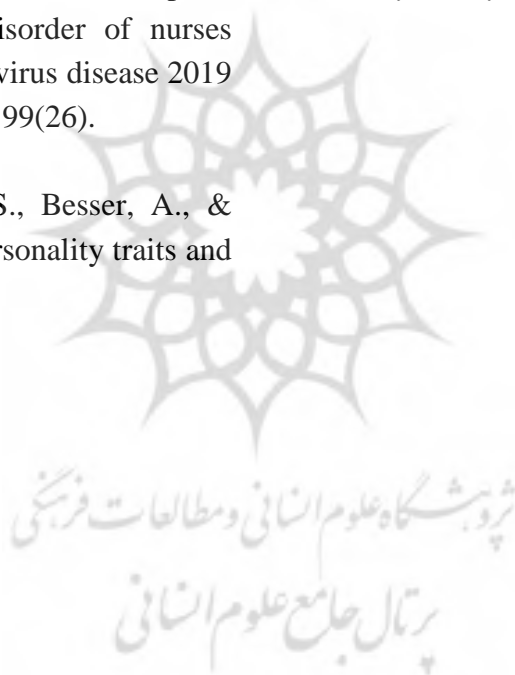 isorder of nurses
virus disease 2019
99(26).
S., Besser, A., &
rsonality traits and
پژوهشگاه علوم انسانی و مطالعات فرهنگی
پرتال جامع علوم انسانی